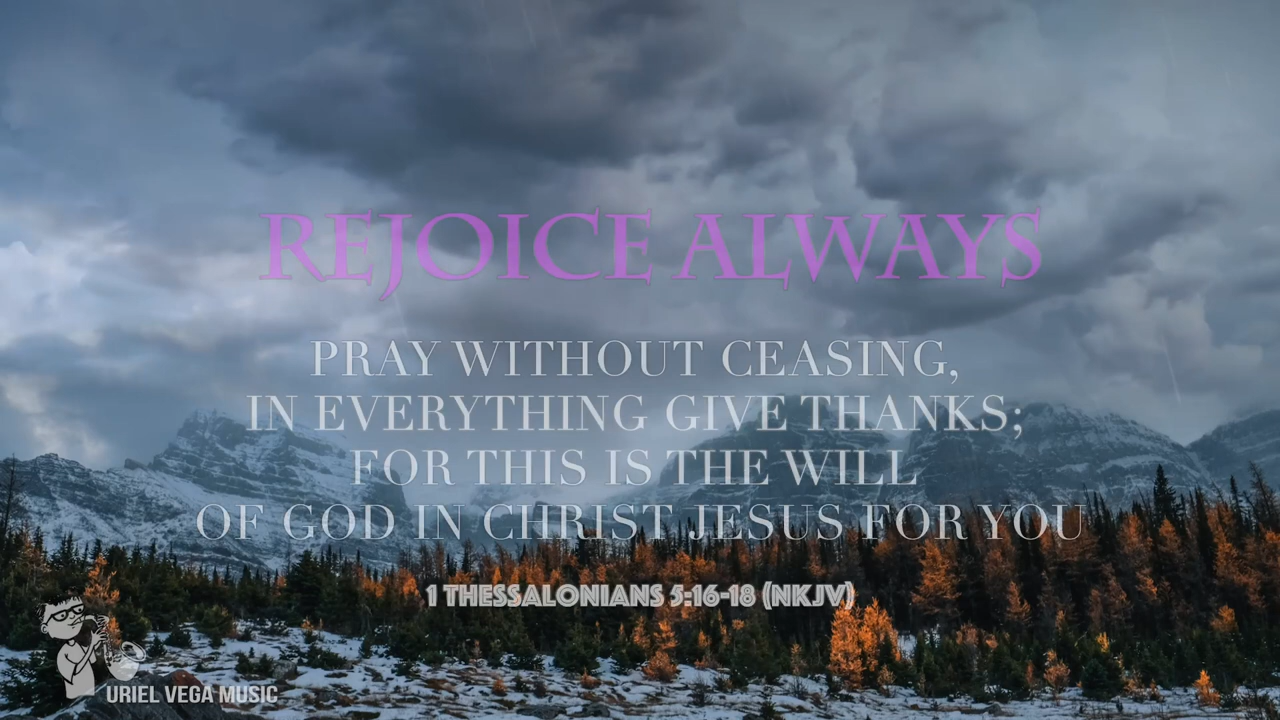 REJOICE ALWAYS
PRAY WITHOUT CEASING,
IN EVERYTHING GIVE THANKS;
FOR THIS IS THE WILL
OF GOD IN CHRIST JESUS FOR YOU
1 THESSALONIANS 5:16-18 (NKJV)
URIEL VEGA MUSIC